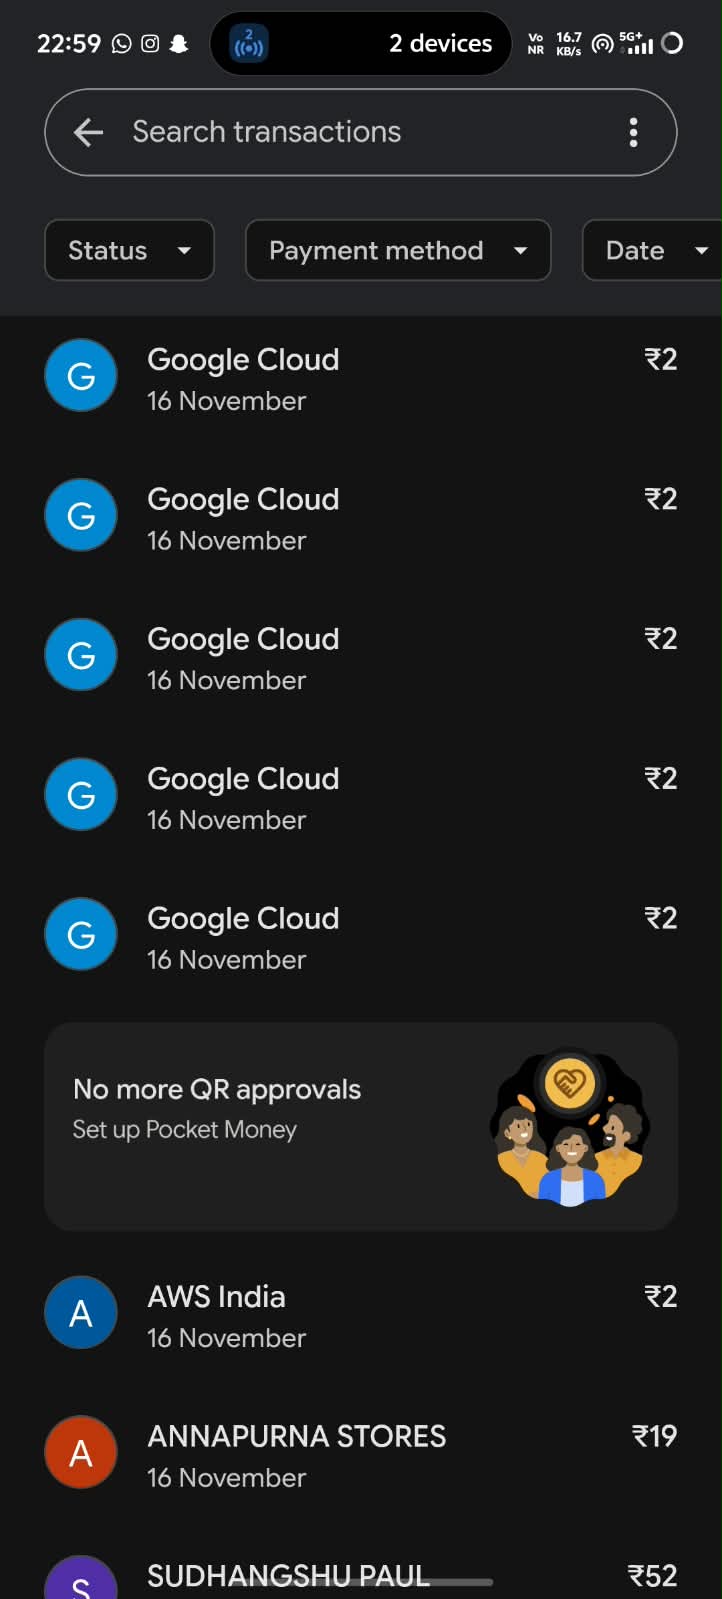 22:59
2
2 devices
Vo
NR
16.7
KB/s
5G+
Search transactions
Status
Payment method
Date
G
Google Cloud
₹2
16 November
G
Google Cloud
₹2
16 November
G
Google Cloud
₹2
16 November
G
Google Cloud
₹2
16 November
G
Google Cloud
₹2
16 November
No more QR approvals
Set up Pocket Money
A
AWS India
₹2
16 November
A
ANNAPURNA STORES
₹19
16 November
S
SUDHANGSHU PAUL
₹52